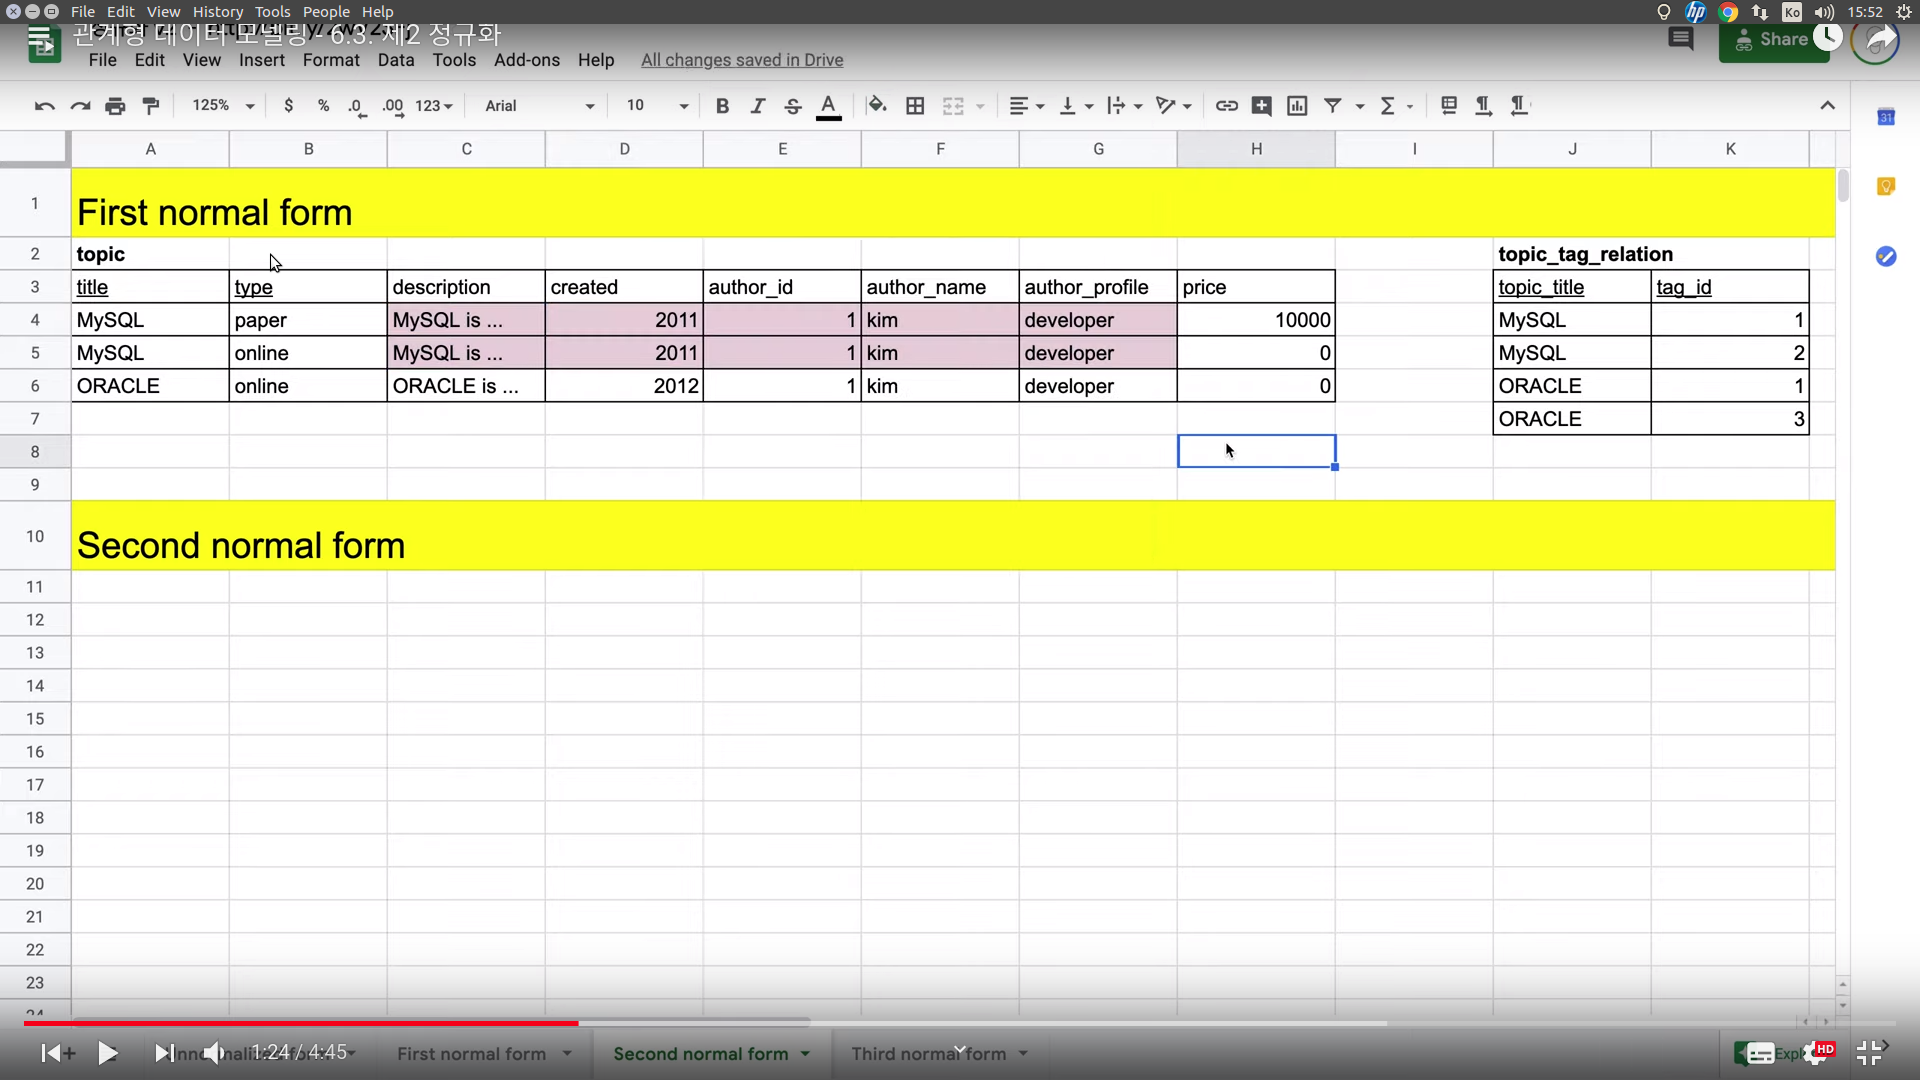 File Edit View History Tools People Help
Ko 15:52
관계형 데이터 모델링- 6.3. 제2 정규화
File Edit View Insert Format Data Tools Add-ons Help All changes saved in Drive
Share
125% $ % .0 .00 123 Arial 10 B I S A
31
A B C D E F G H I J K
1 First normal form
2 topic topic_tag_relation
3 title type description created author_id author_name author_profile price topic_title tag_id
4 MySQL paper MySQL is ... 2011 1 kim developer 10000 MySQL 1
5 MySQL online MySQL is ... 2011 1 kim developer 0 MySQL 2
6 ORACLE online ORACLE is ... 2012 1 kim developer 0 ORACLE 1
7 ORACLE 3
8
9
10 Second normal form
11
12
13
14
15
16
17
18
19
20
21
22
23
24
1:24 / 4:45 First normal form Second normal form Third normal form HD